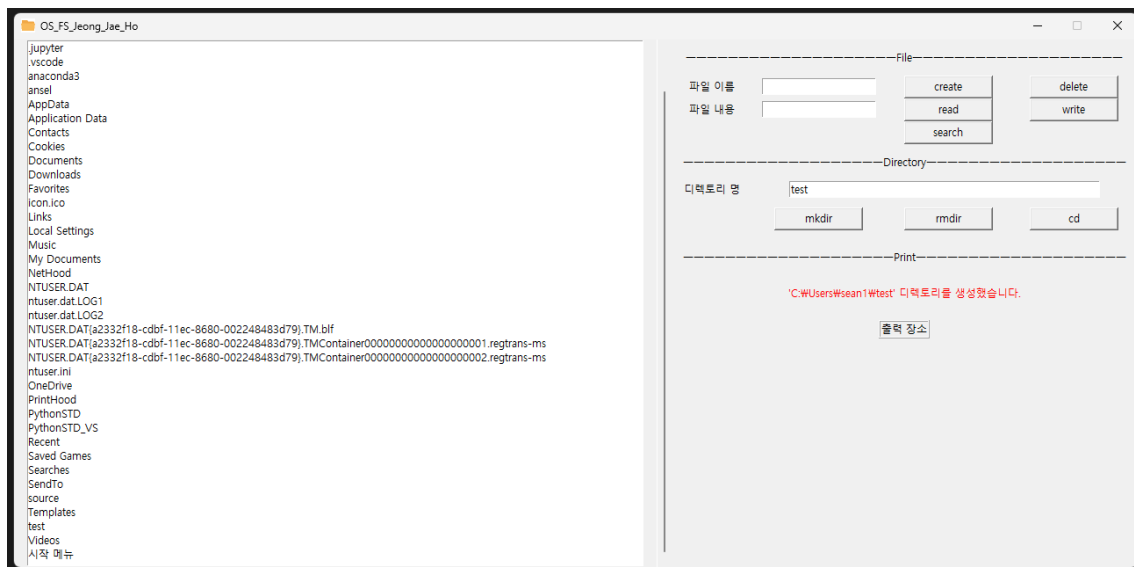 OS_FS_Jeong_Jae_Ho
.jupyter
.vscode
anaconda3
ansel
AppData
Application Data
Contacts
Cookies
Documents
Downloads
Favorites
icon.ico
Links
Local Settings
Music
My Documents
NetHood
NTUSER.DAT
ntuser.dat.LOG1
ntuser.dat.LOG2
NTUSER.DAT{a2332f18-cdbf-11ec-8680-002248483d79}.TM.blf
NTUSER.DAT{a2332f18-cdbf-11ec-8680-002248483d79}.TMContainer00000000000000000001.regtrans-ms
NTUSER.DAT{a2332f18-cdbf-11ec-8680-002248483d79}.TMContainer00000000000000000002.regtrans-ms
ntuser.ini
OneDrive
PrintHood
PythonSTD
PythonSTD_VS
Recent
Saved Games
Searches
SendTo
source
Templates
test
Videos
시작 메뉴
File
파일 이름 create delete
파일 내용 read write
search
Directory
디렉토리 명 test
mkdir rmdir cd
Print
'C:₩Users₩sean1₩test' 디렉토리를 생성했습니다.
출력 장소